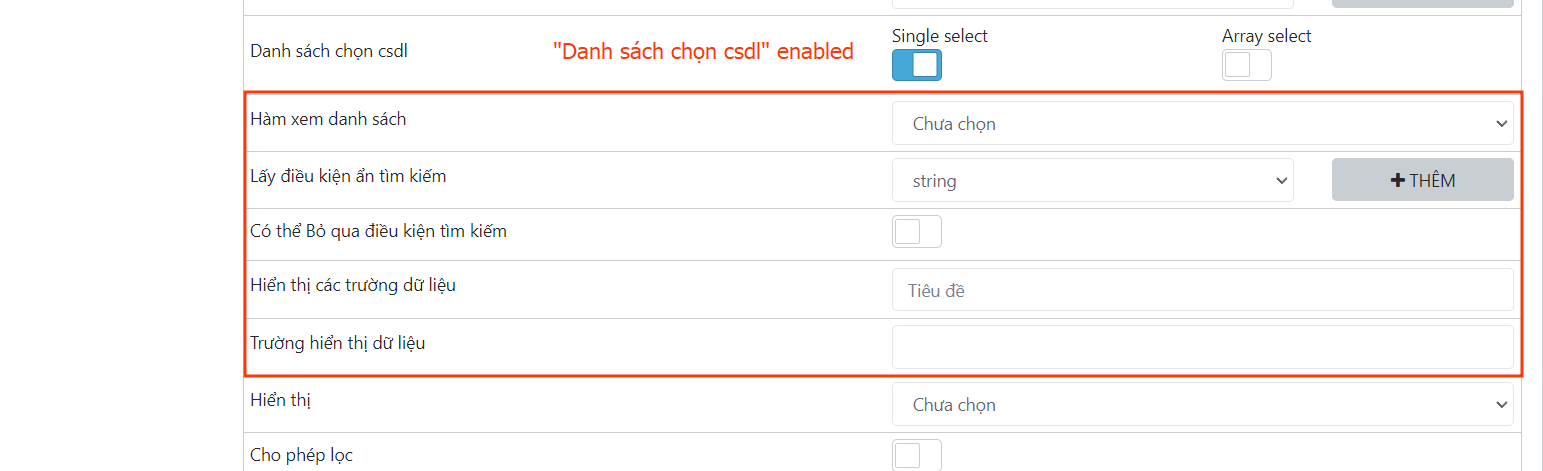 Single select
Array select
Danh sách chọn csdl
"Danh sách chọn csdl" enabled
Hàm xem danh sách
Chưa chọn
Lấy điều kiện ẩn tìm kiếm
string
THÊM
Có thể Bỏ qua điều kiện tìm kiếm
Hiển thị các trường dữ liệu
Tiêu đề
Trường hiển thị dữ liệu
Hiển thị
Chưa chọn
Cho phép lọc